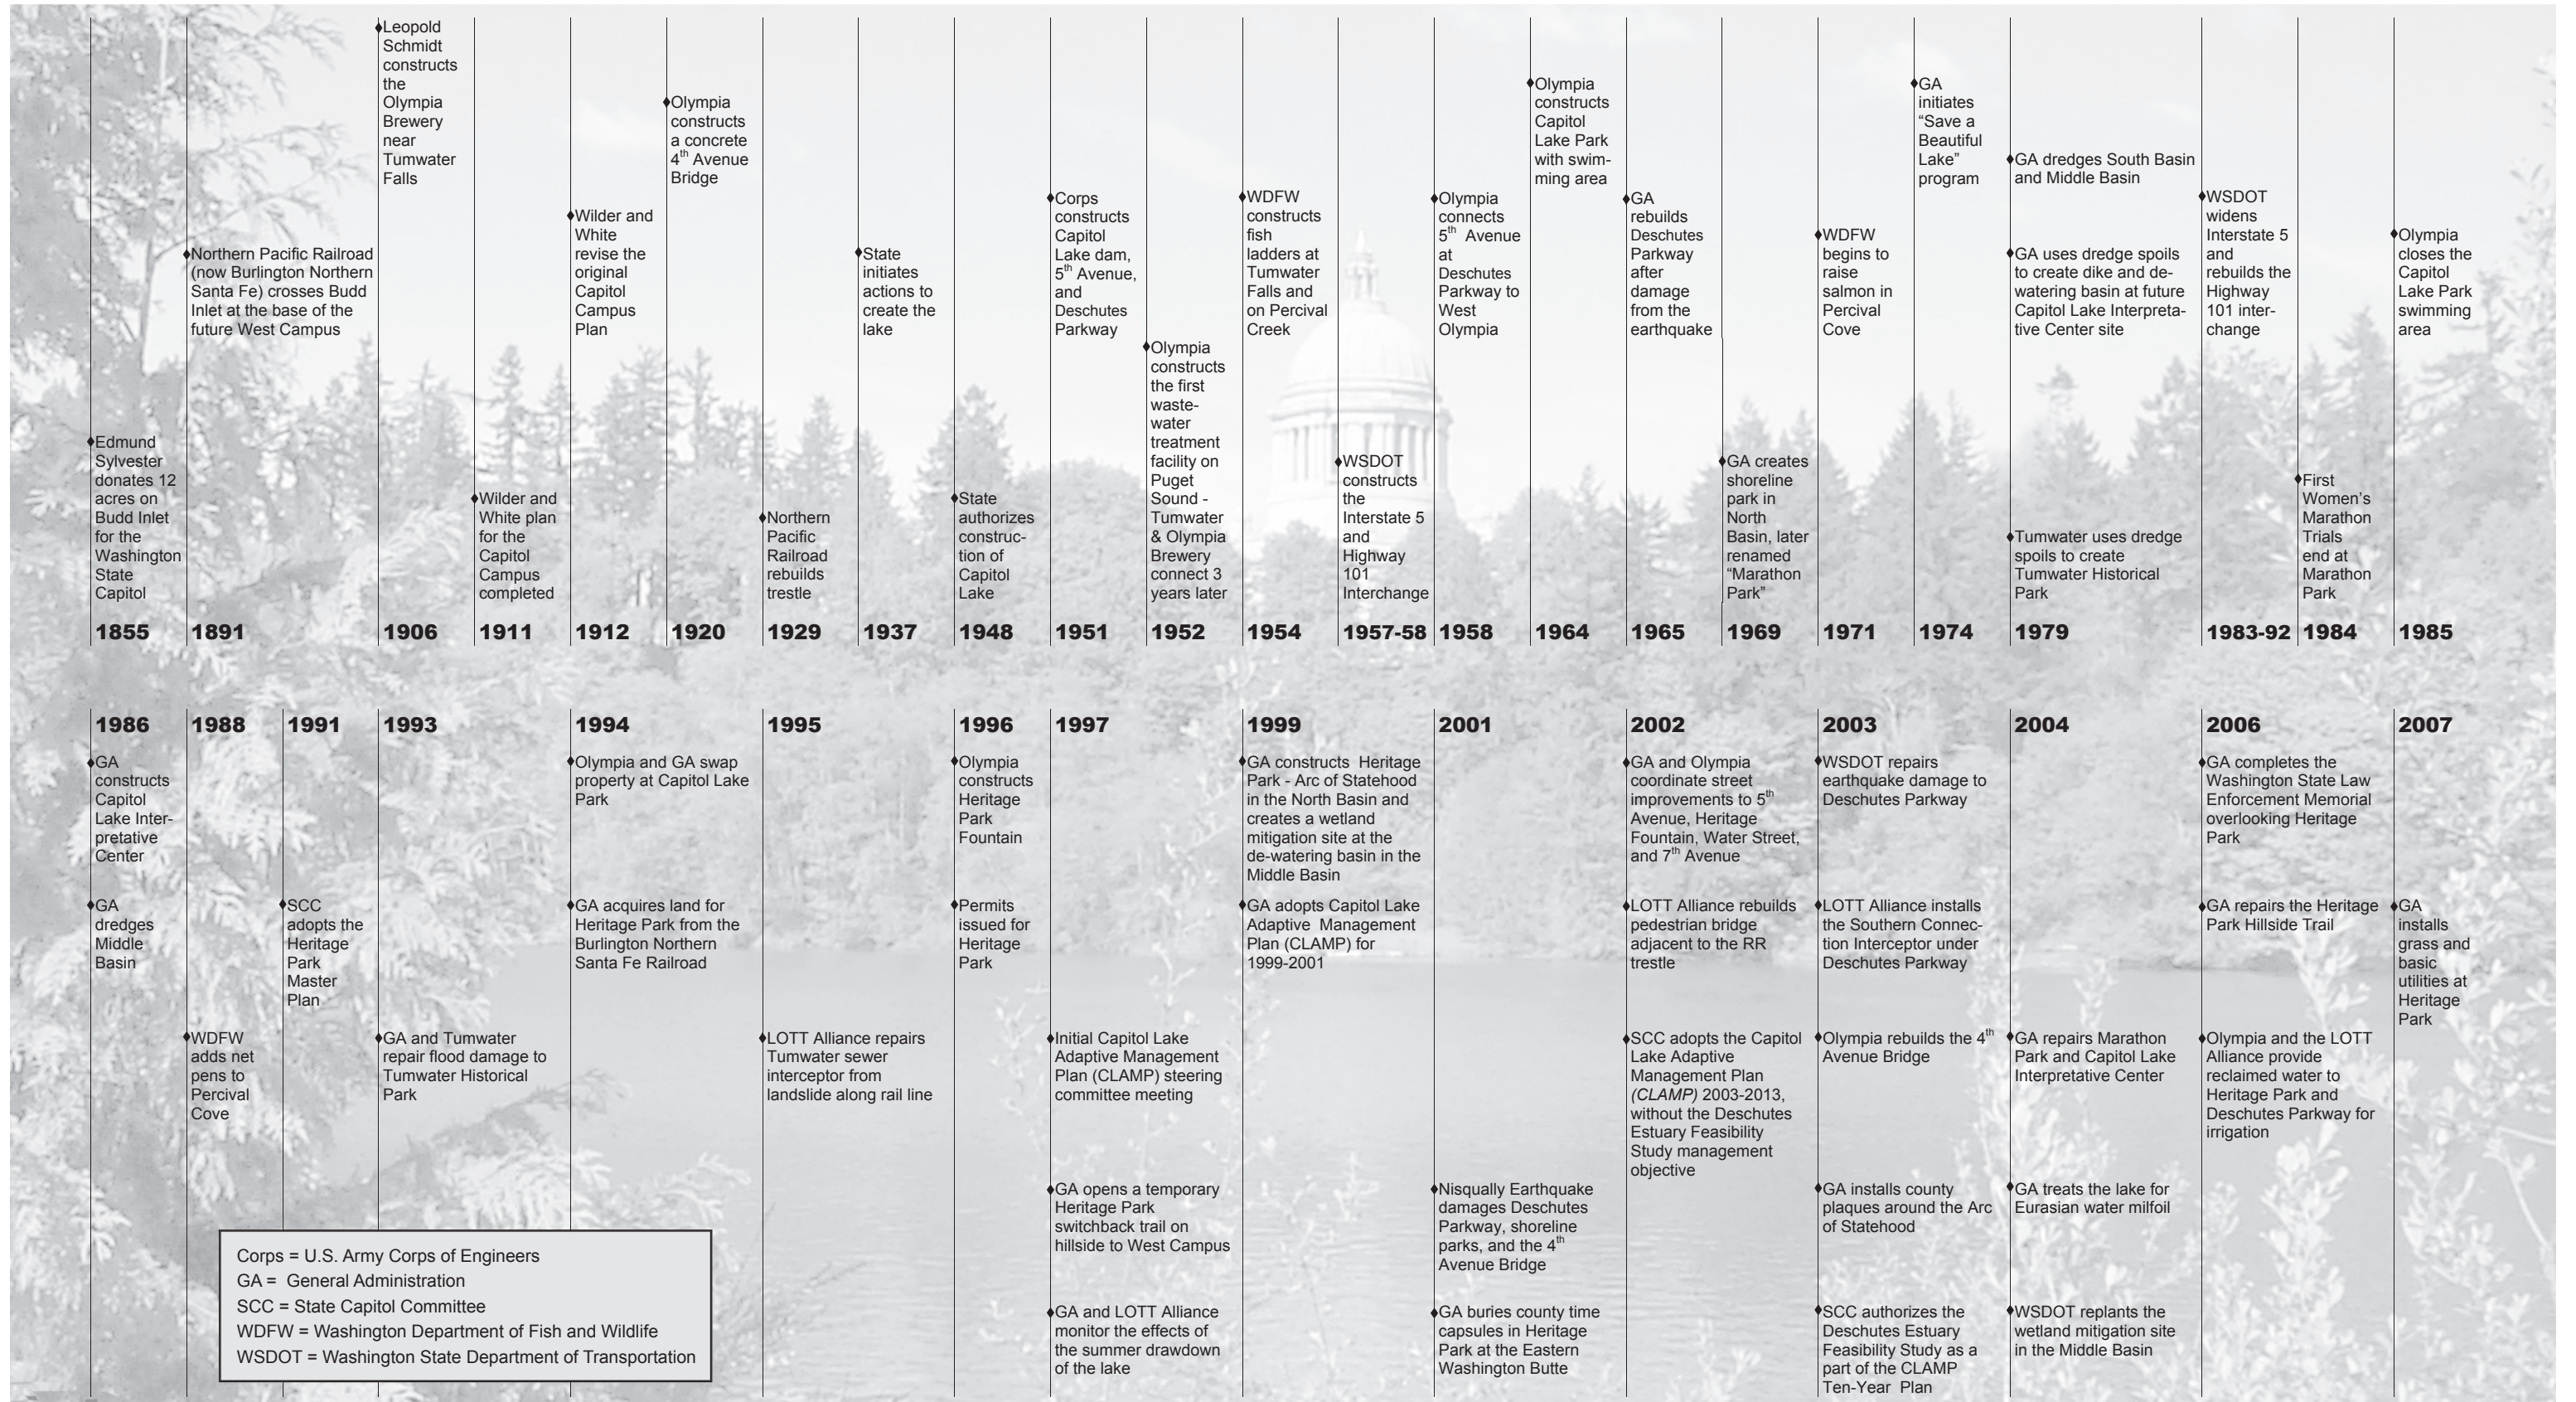 ♦Edmund
Sylvester
donates 12
acres on
Budd Inlet
for the
Washington
State
Capitol
1855
♦Northern Pacific Railroad
(now Burlington Northern
Santa Fe) crosses Budd
Inlet at the base of the
future West Campus
1891
♦Leopold
Schmidt
constructs
the
Olympia
Brewery
near
Tumwater
Falls
1906
♦Wilder and
White plan
for the
Capitol
Campus
completed
1911
♦Wilder and
White
revise the
original
Capitol
Campus
Plan
1912
♦Olympia
constructs
a concrete
4th Avenue
Bridge
1920
♦Northern
Pacific
Railroad
rebuilds
trestle
1929
♦State
initiates
actions to
create the
lake
1937
♦State
authorizes
construc-
tion of
Capitol
Lake
1948
♦Corps
constructs
Capitol
Lake dam,
5th Avenue,
and
Deschutes
Parkway
1951
♦Olympia
constructs
the first
waste-
water
treatment
facility on
Puget
Sound -
Tumwater
& Olympia
Brewery
connect 3
years later
1952
♦WDFW
constructs
fish
ladders at
Tumwater
Falls and
on Percival
Creek
1954
♦WSDOT
constructs
the
Interstate 5
and
Highway
101
Interchange
1957-58
♦Olympia
connects
5th Avenue
at
Deschutes
Parkway to
West
Olympia
1958
♦Olympia
constructs
Capitol
Lake Park
with swim-
ming area
1964
♦GA
rebuilds
Deschutes
Parkway
after
damage
from the
earthquake
1965
♦GA creates
shoreline
park in
North
Basin, later
renamed
“Marathon
Park”
1969
♦WDFW
begins to
raise
salmon in
Percival
Cove
1971
♦GA
initiates
“Save a
Beautiful
Lake”
program
1974
♦GA dredges South Basin
and Middle Basin
♦GA uses dredge spoils
to create dike and de-
watering basin at future
Capitol Lake Interpreta-
tive Center site
♦Tumwater uses dredge
spoils to create
Tumwater Historical
Park
1979
♦WSDOT
widens
Interstate 5
and
rebuilds the
Highway
101 inter-
change
1983-92
♦First
Women’s
Marathon
Trials
end at
Marathon
Park
1984
♦Olympia
closes the
Capitol
Lake Park
swimming
area
1985
1986
♦GA
constructs
Capitol
Lake Inter-
pretative
Center
♦GA
dredges
Middle
Basin
1988
♦WDFW
adds net
pens to
Percival
Cove
1991
♦SCC
adopts the
Heritage
Park
Master
Plan
1993
♦GA and Tumwater
repair flood damage to
Tumwater Historical
Park
1994
♦Olympia and GA swap
property at Capitol Lake
Park
♦GA acquires land for
Heritage Park from the
Burlington Northern
Santa Fe Railroad
1995
♦LOTT Alliance repairs
Tumwater sewer
interceptor from
landslide along rail line
1996
♦Olympia
constructs
Heritage
Park
Fountain
♦Permits
issued for
Heritage
Park
1997
♦Initial Capitol Lake
Adaptive Management
Plan (CLAMP) steering
committee meeting
♦GA opens a temporary
Heritage Park
switchback trail on
hillside to West Campus
♦GA and LOTT Alliance
monitor the effects of
the summer drawdown
of the lake
1999
♦GA constructs Heritage
Park - Arc of Statehood
in the North Basin and
creates a wetland
mitigation site at the
de-watering basin in the
Middle Basin
♦GA adopts Capitol Lake
Adaptive Management
Plan (CLAMP) for
1999-2001
2001
♦Nisqually Earthquake
damages Deschutes
Parkway, shoreline
parks, and the 4th
Avenue Bridge
♦GA buries county time
capsules in Heritage
Park at the Eastern
Washington Butte
2002
♦GA and Olympia
coordinate street
improvements to 5th
Avenue, Heritage
Fountain, Water Street,
and 7th Avenue
♦LOTT Alliance rebuilds
pedestrian bridge
adjacent to the RR
trestle
♦SCC adopts the Capitol
Lake Adaptive
Management Plan
(CLAMP) 2003-2013,
without the Deschutes
Estuary Feasibility
Study management
objective
2003
♦WSDOT repairs
earthquake damage to
Deschutes Parkway
♦LOTT Alliance installs
the Southern Connec-
tion Interceptor under
Deschutes Parkway
♦Olympia rebuilds the 4th
Avenue Bridge
♦GA installs county
plaques around the Arc
of Statehood
♦SCC authorizes the
Deschutes Estuary
Feasibility Study as a
part of the CLAMP
Ten-Year Plan
2004
♦GA repairs Marathon
Park and Capitol Lake
Interpretative Center
♦GA treats the lake for
Eurasian water milfoil
♦WSDOT replants the
wetland mitigation site
in the Middle Basin
2006
♦GA completes the
Washington State Law
Enforcement Memorial
overlooking Heritage
Park
♦GA repairs the Heritage
Park Hillside Trail
♦Olympia and the LOTT
Alliance provide
reclaimed water to
Heritage Park and
Deschutes Parkway for
irrigation
2007
♦GA
installs
grass and
basic
utilities at
Heritage
Park
Corps = U.S. Army Corps of Engineers
GA = General Administration
SCC = State Capitol Committee
WDFW = Washington Department of Fish and Wildlife
WSDOT = Washington State Department of Transportation